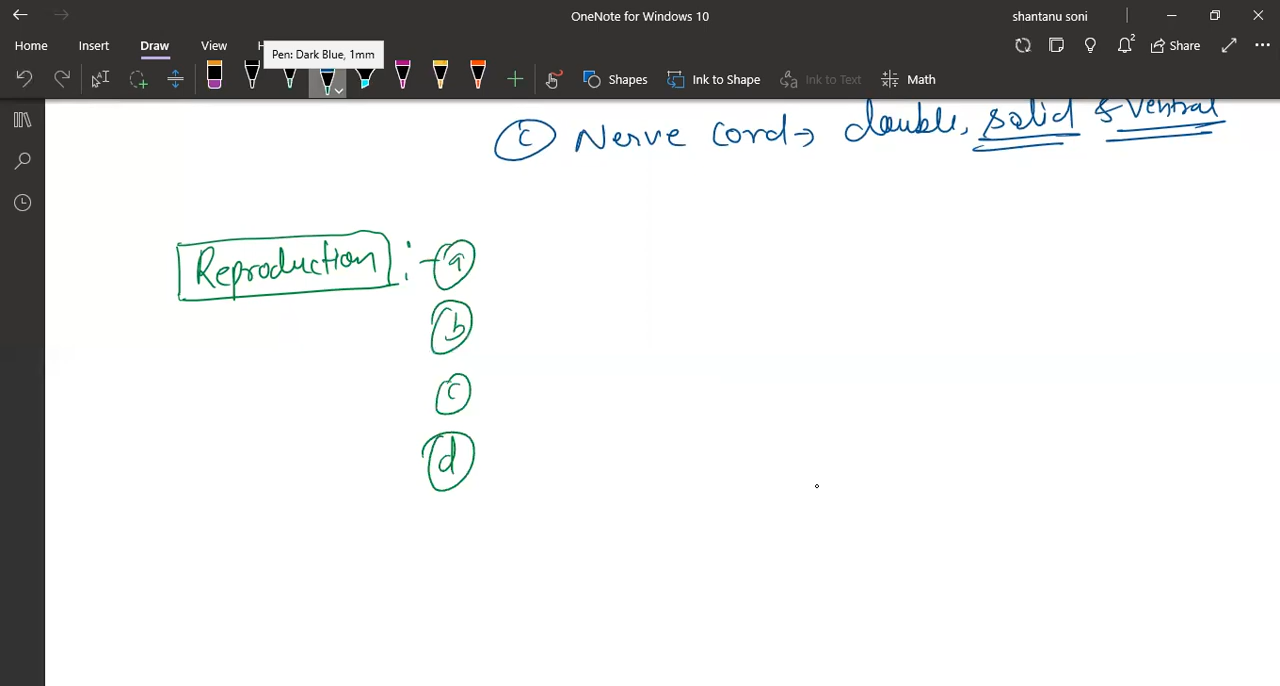 OneNote for Windows 10
shantanu soni
Home Insert Draw View H
Share
Pen: Dark Blue, 1mm
Shapes Ink to Shape Ink to Text Math
c Nerve Cord → double, solid & ventral
Reproduction :- a
b
c
d